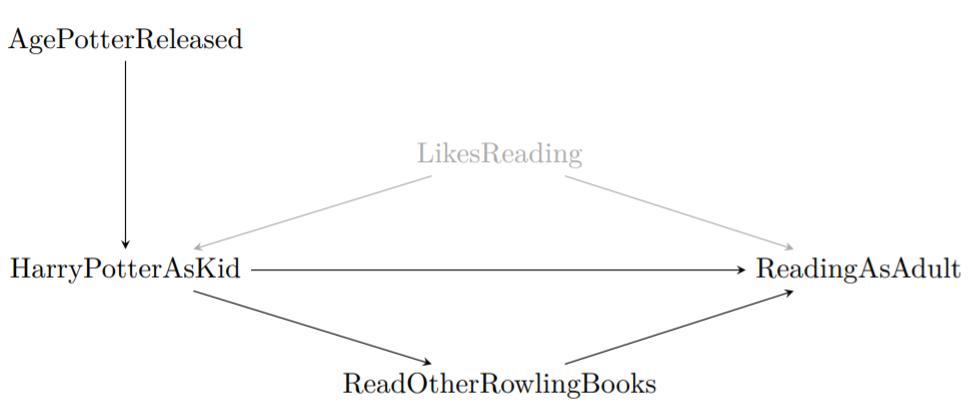 AgePotterReleased
LikesReading
HarryPotterAsKid
ReadingAsAdult
ReadOtherRowlingBooks